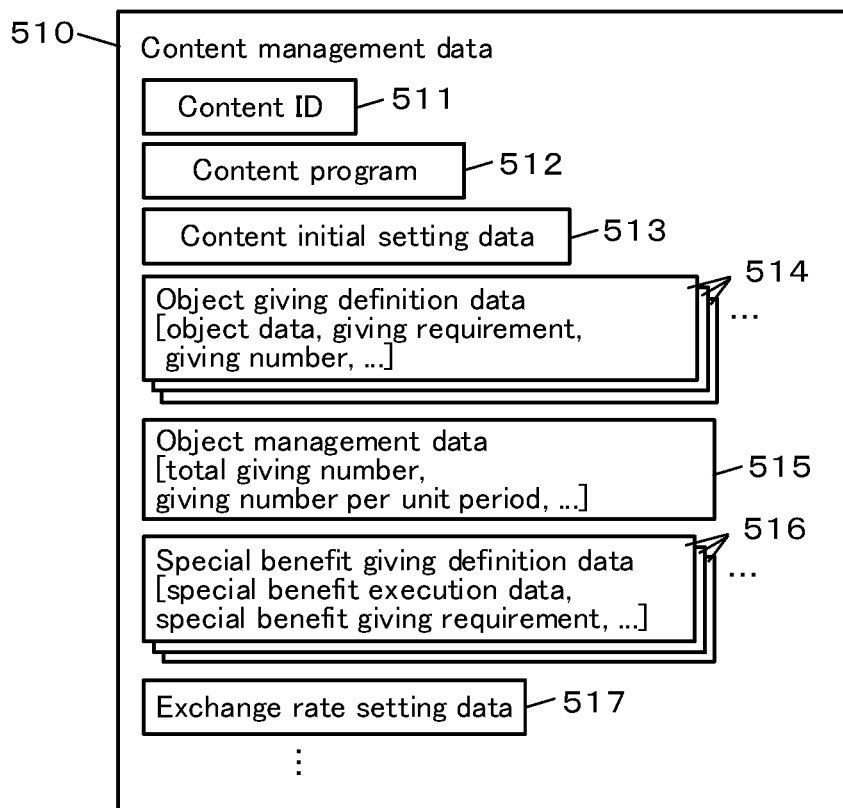 510
Content management data
Content ID 511
Content program 512
Content initial setting data 513
514
Object giving definition data
[object data, giving requirement,
giving number, ...]
...
Object management data
[total giving number,
giving number per unit period, ...]
515
516
Special benefit giving definition data
[special benefit execution data,
special benefit giving requirement, ...]
...
Exchange rate setting data 517
⋮